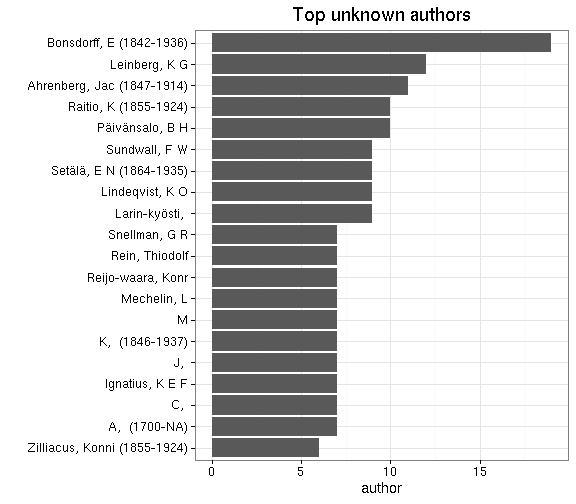 Top unknown authors
Bonsdorff, E (1842-1936)
Leinberg, K G
Ahrenberg, Jac (1847-1914)
Raitio, K (1855-1924)
Päivänsalo, B H
Sundwall, F W
Setälä, E N (1864-1935)
Lindeqvist, K O
Larin-kyösti,
Snellman, G R
Rein, Thiodolf
Reijo-waara, Konr
Mechelin, L
M
K,  (1846-1937)
J,
Ignatius, K E F
C,
A,  (1700-NA)
Zilliacus, Konni (1855-1924)
0 5 10 15
author